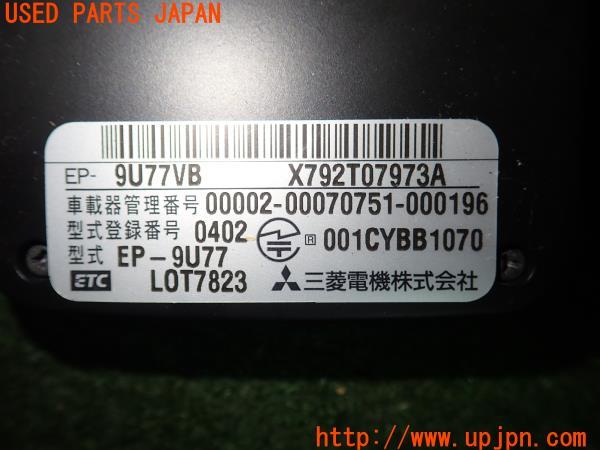 USED PARTS JAPAN
EP- 9U77VB X792T07973A
車載器管理番号 00002-00070751-000196
型式登録番号 0402 R 001CYBB1070
型式 EP-9U77
ETC LOT7823 三菱電機株式会社
http://www.upjpn.com/